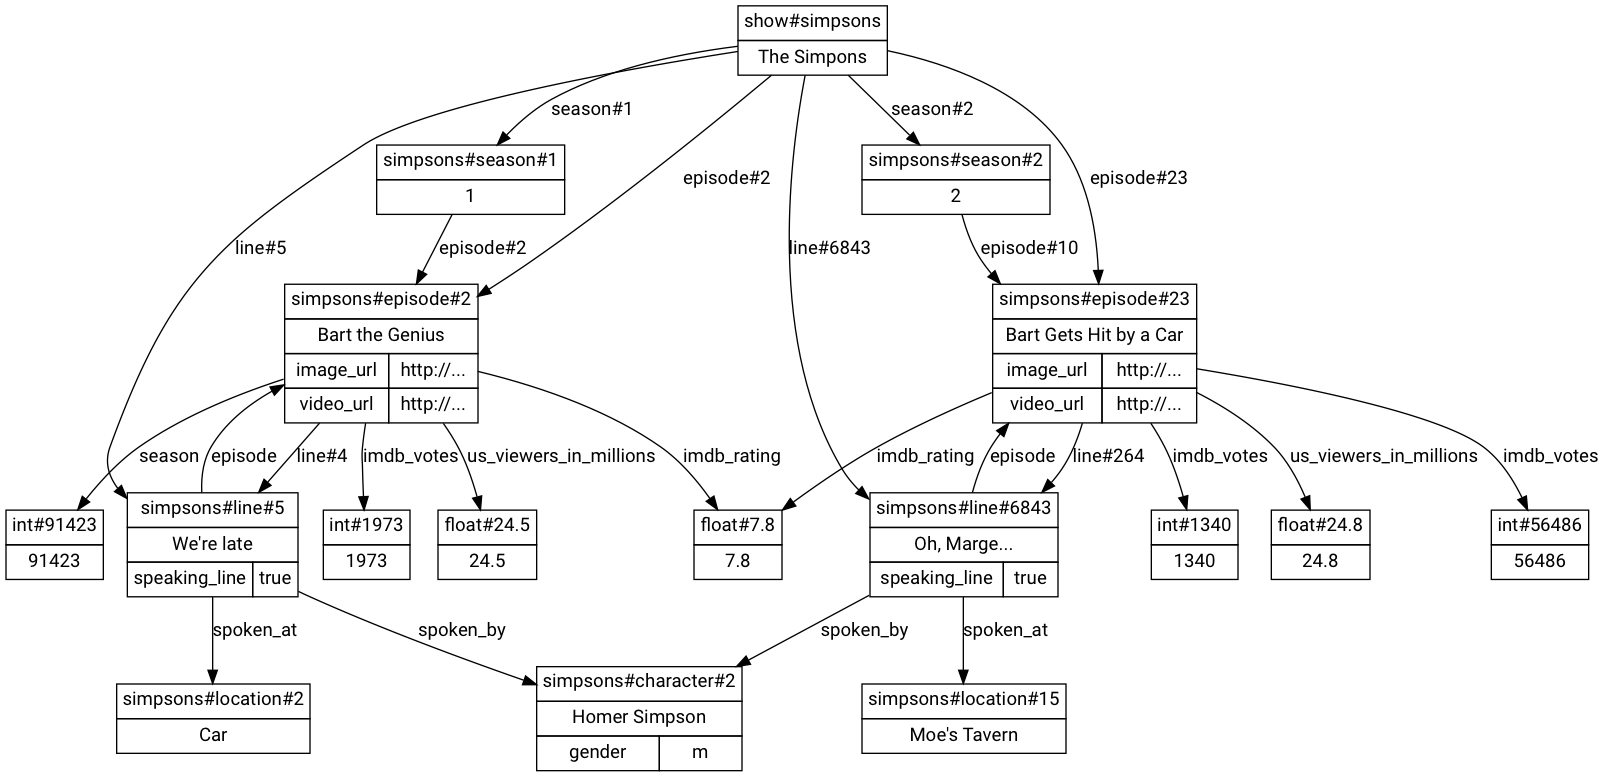 show#simpsons
The Simpons
season#1
season#2
simpsons#season#1
1
episode#2
simpsons#season#2
2
episode#23
line#5
episode#2
line#6843
episode#10
simpsons#episode#2
Bart the Genius
image_url http://...
video_url http://...
simpsons#episode#23
Bart Gets Hit by a Car
image_url http://...
video_url http://...
season
episode
line#4
imdb_votes
us_viewers_in_millions
imdb_rating
imdb_rating
episode
line#264
imdb_votes
us_viewers_in_millions
imdb_votes
int#91423
91423
simpsons#line#5
We're late
speaking_line true
int#1973
1973
float#24.5
24.5
float#7.8
7.8
simpsons#line#6843
Oh, Marge...
speaking_line true
int#1340
1340
float#24.8
24.8
int#56486
56486
spoken_at
spoken_by
spoken_by
spoken_at
simpsons#location#2
Car
simpsons#character#2
Homer Simpson
gender m
simpsons#location#15
Moe's Tavern